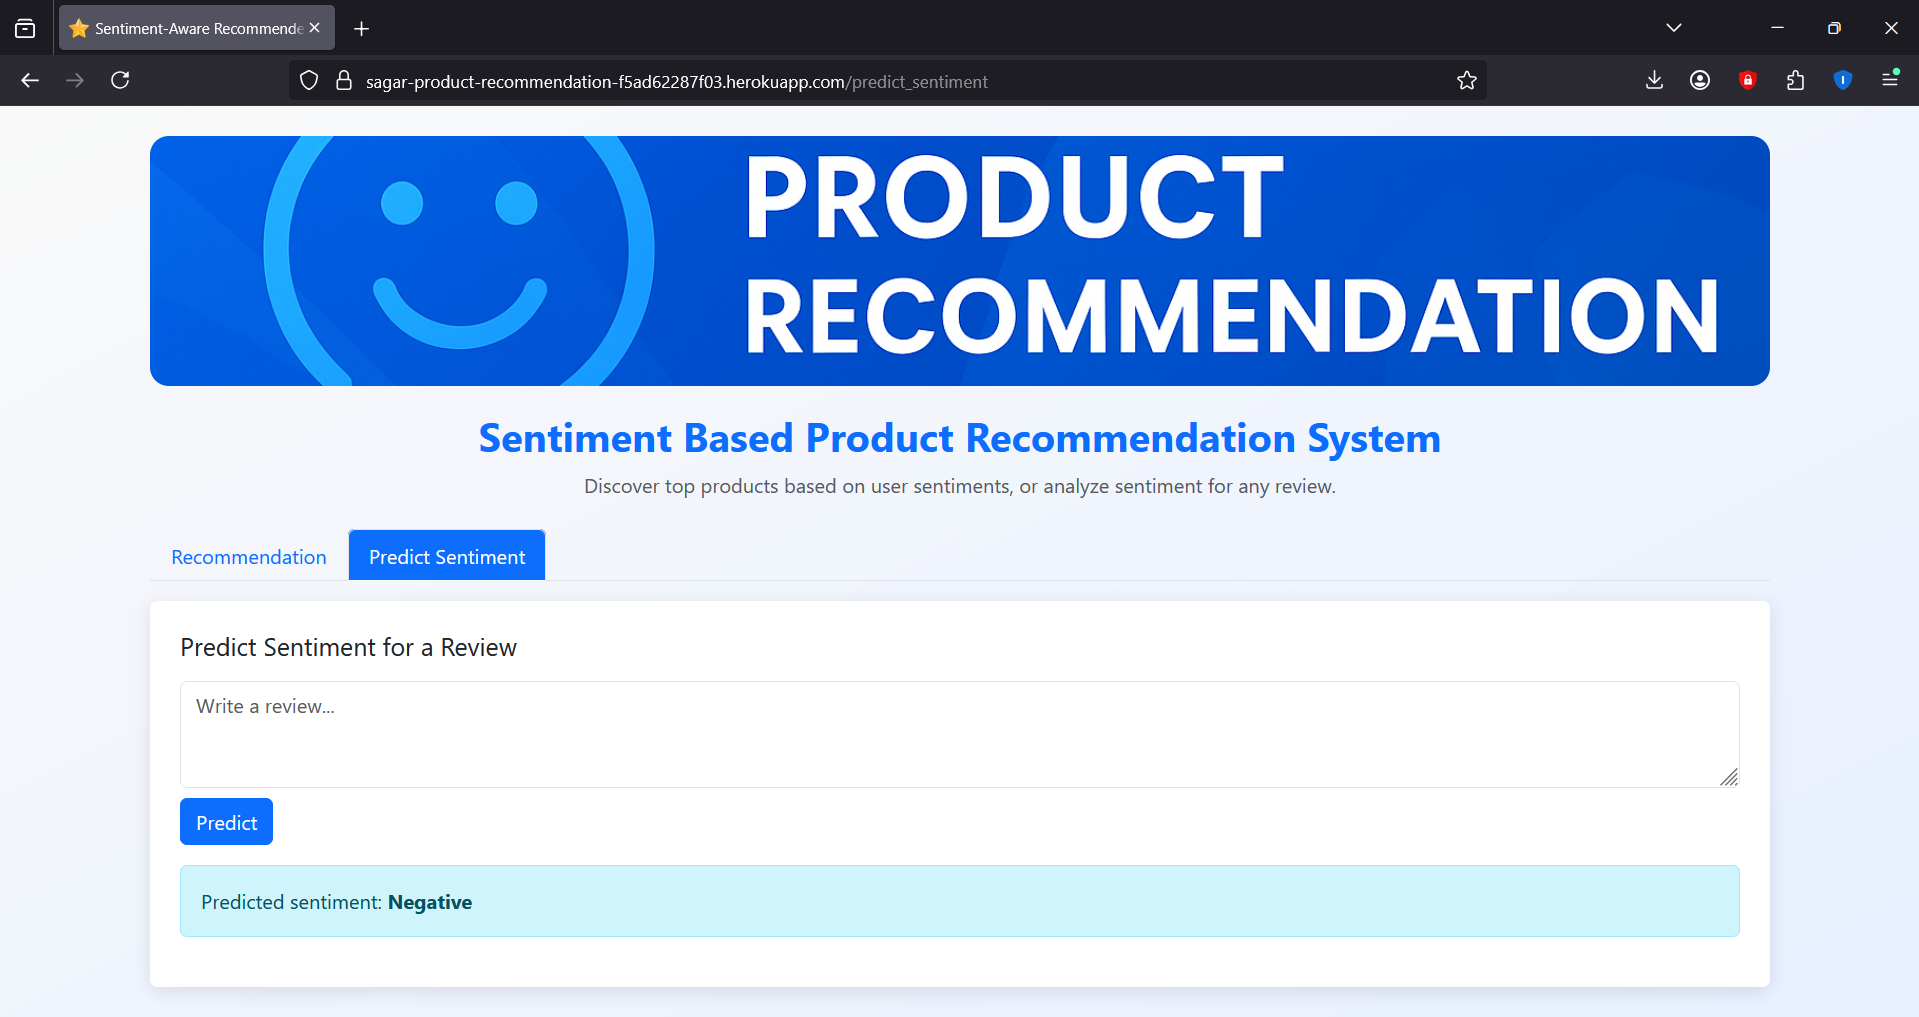 Sentiment-Aware Recommende
sagar-product-recommendation-f5ad62287f03.herokuapp.com/predict_sentiment
PRODUCT
RECOMMENDATION
Sentiment Based Product Recommendation System
Discover top products based on user sentiments, or analyze sentiment for any review.
Recommendation
Predict Sentiment
Predict Sentiment for a Review
Write a review...
Predict
Predicted sentiment: Negative